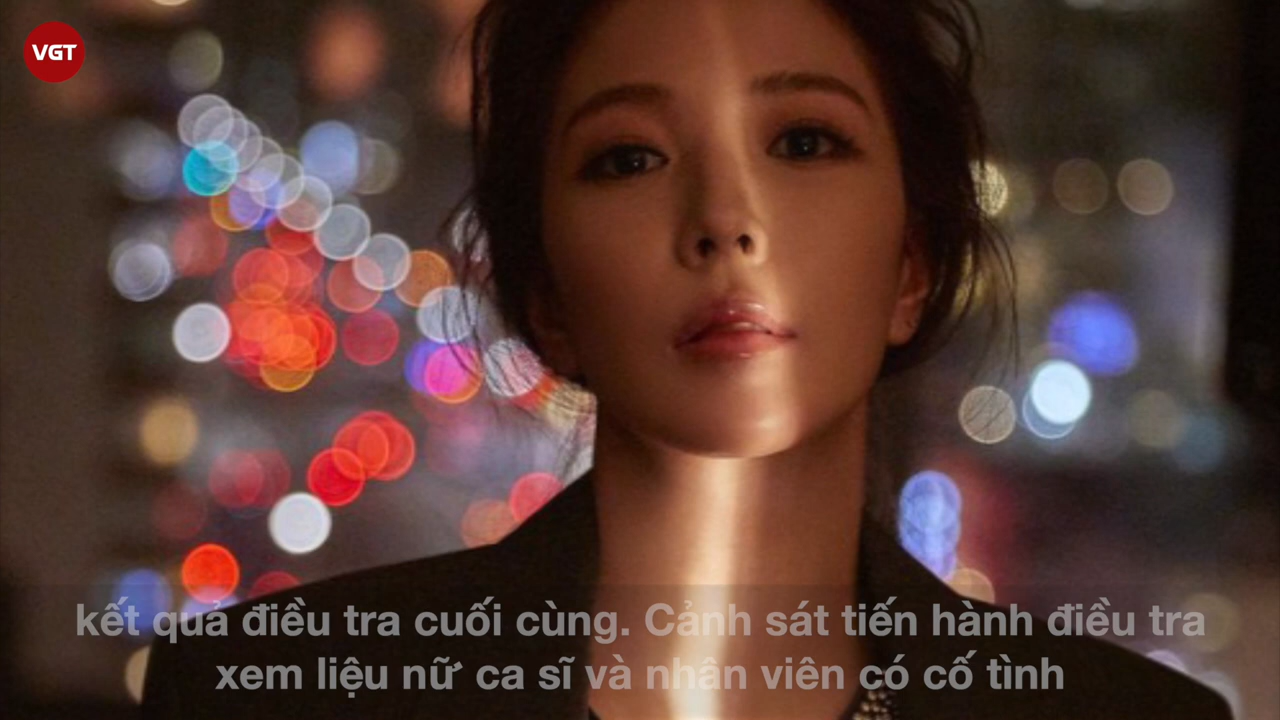 VGT
kết quả điều tra cuối cùng. Cảnh sát tiến hành điều tra
xem liệu nữ ca sĩ và nhân viên có cố tình